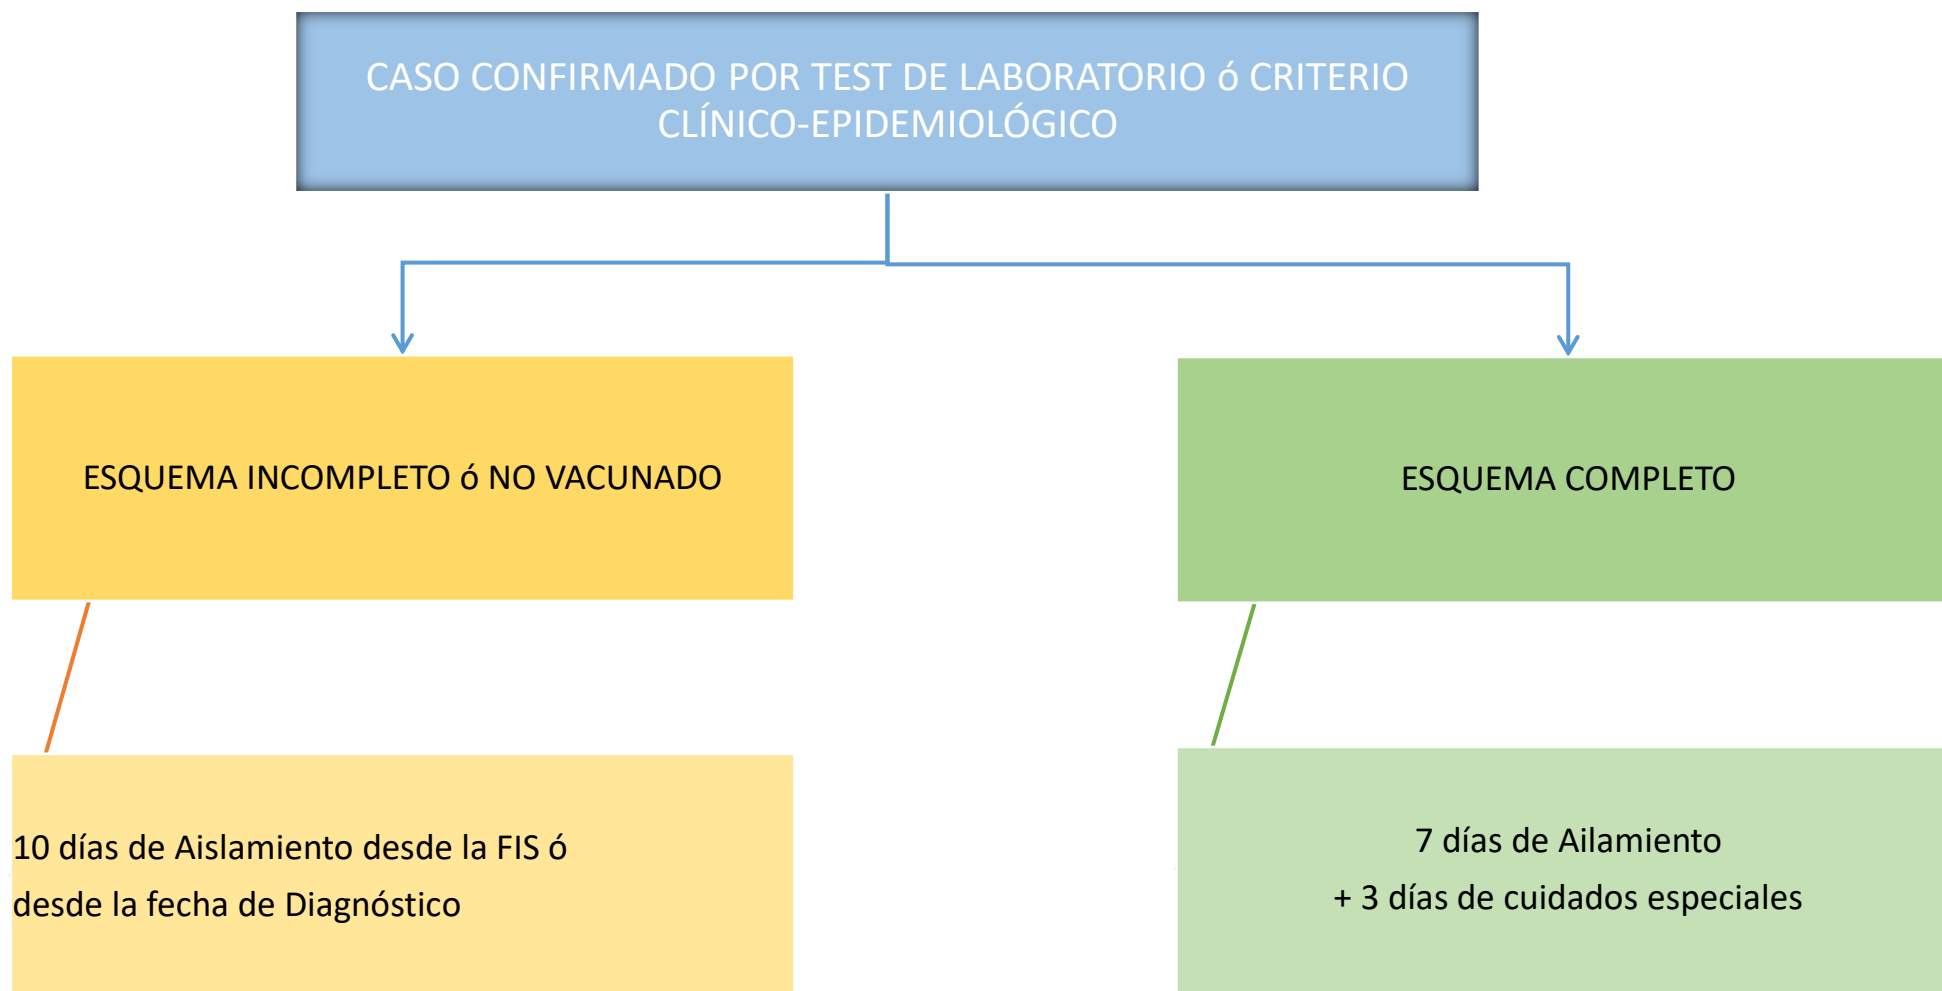 CASO CONFIRMADO POR TEST DE LABORATORIO ó CRITERIO
CLÍNICO-EPIDEMIOLÓGICO
ESQUEMA INCOMPLETO ó NO VACUNADO
ESQUEMA COMPLETO
10 días de Aislamiento desde la FIS ó
desde la fecha de Diagnóstico
7 días de Ailamiento
+ 3 días de cuidados especiales